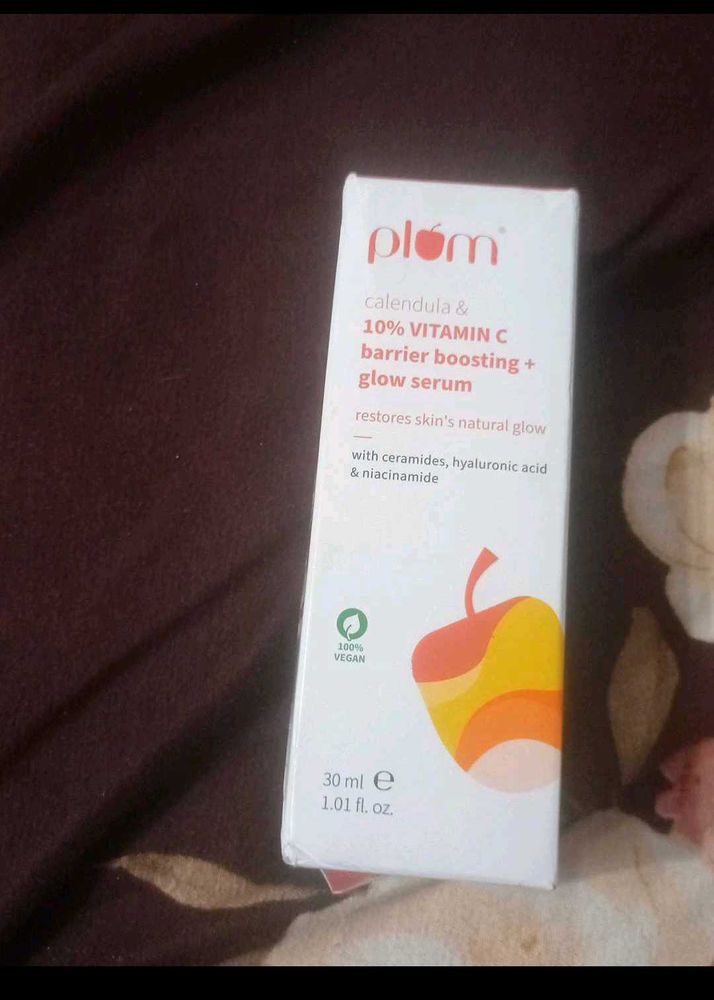 plum
calendula &
10% VITAMIN C
barrier boosting +
glow serum
restores skin's natural glow
with ceramides, hyaluronic acid
& niacinamide
100%
VEGAN
30 ml ℮
1.01 fl. oz.